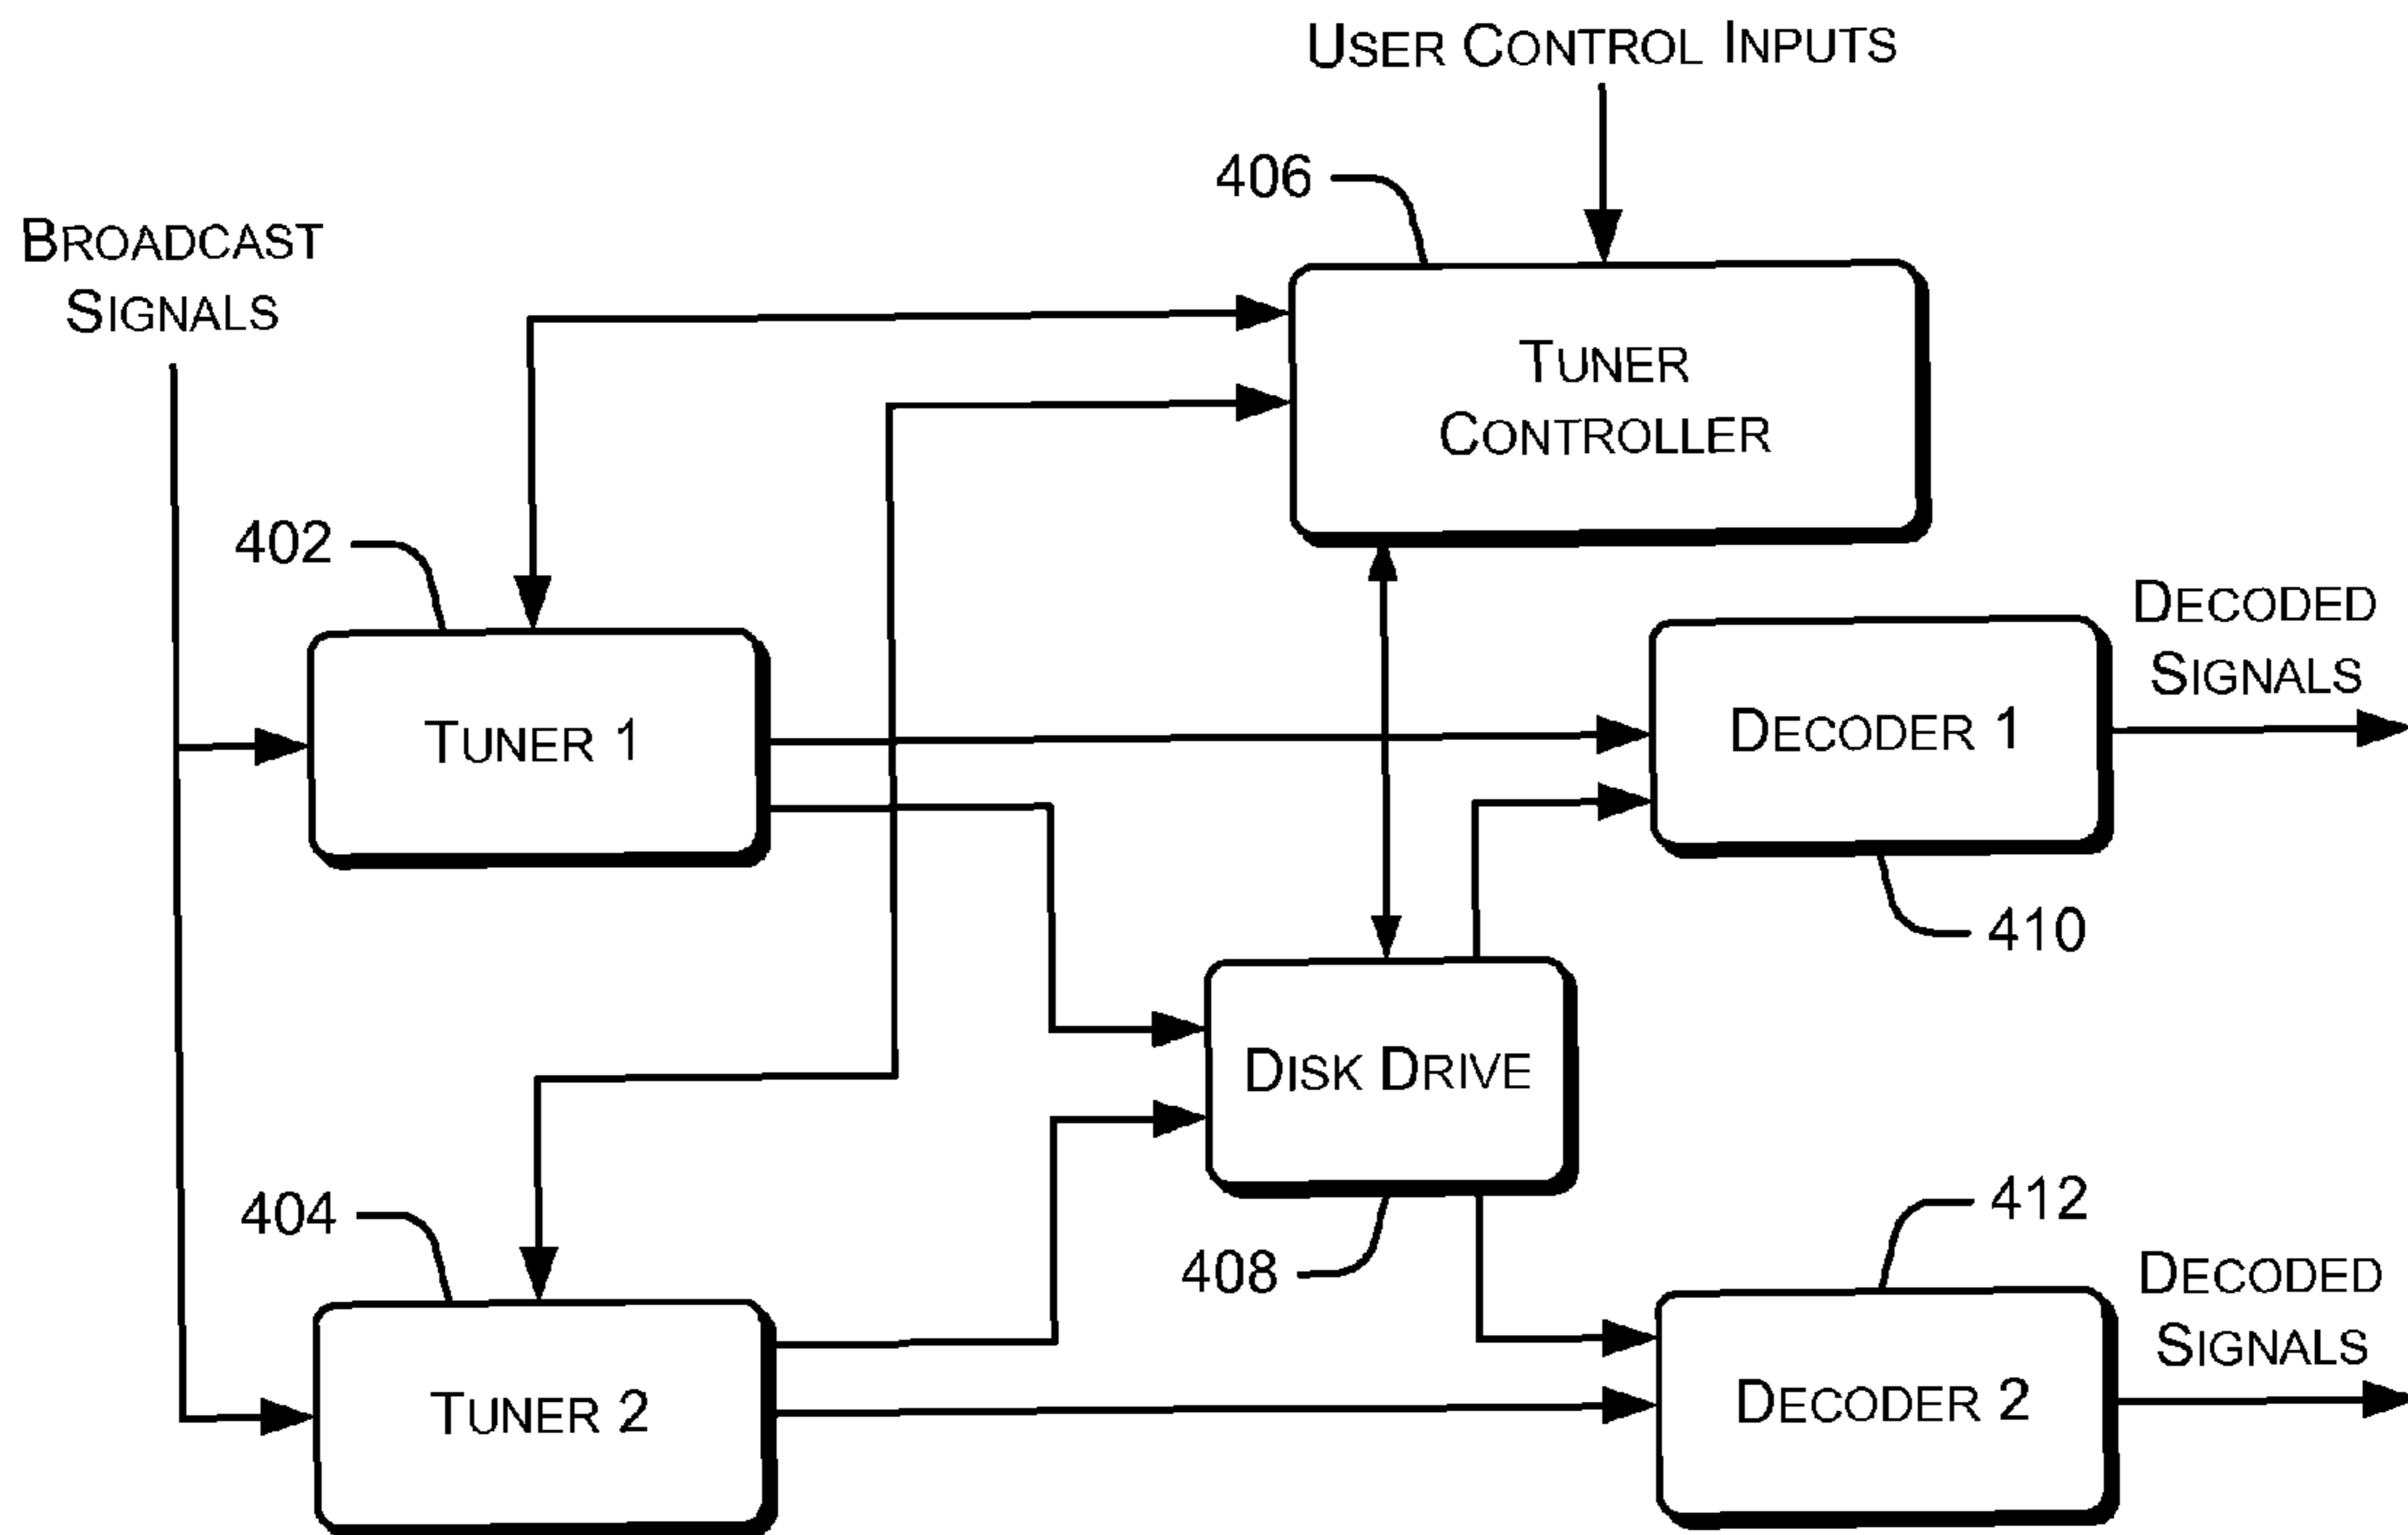 USER CONTROL INPUTS
406
BROADCAST
SIGNALS
TUNER
CONTROLLER
402
DECODED
SIGNALS
TUNER 1
DECODER 1
410
DISK DRIVE
404
412
408
DECODED
SIGNALS
TUNER 2
DECODER 2